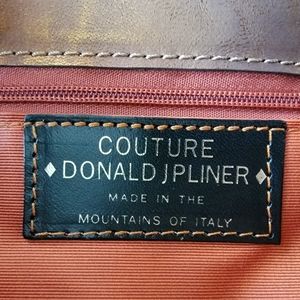 COUTURE
♦ DONALD J PLINER ♦
MADE IN THE
MOUNTAINS OF ITALY